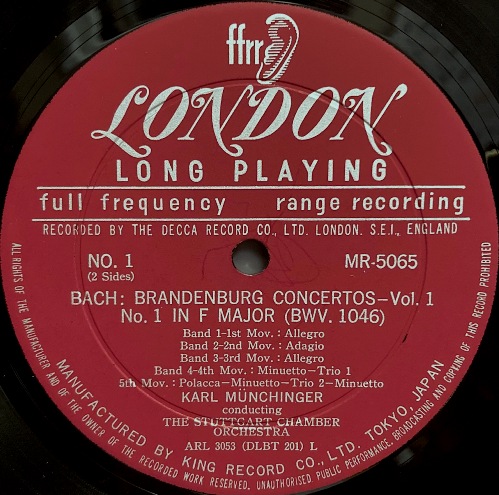 ffrr
LONDON
LONG PLAYING
full frequency range recording
RECORDED BY THE DECCA RECORD CO., LTD. LONDON. S.E.I., ENGLAND
NO. 1 MR-5065
(2 Sides)
BACH: BRANDENBURG CONCERTOS—Vol. 1
No. 1 IN F MAJOR (BWV. 1046)
Band 1-1st Mov. : Allegro
Band 2-2nd Mov. : Adagio
Band 3-3rd Mov. : Allegro
Band 4-4th Mov. : Minuetto—Trio 1
5th Mov. : Polacca—Minuetto—Trio 2—Minuetto
KARL MÜNCHINGER
conducting
THE STUTTGART CHAMBER
ORCHESTRA
ARL 3053 (DLBT 201) L
MANUFACTURED BY KING RECORD CO., LTD. TOKYO, JAPAN
ALL RIGHTS OF THE MANUFACTURER AND OF THE OWNER OF THE RECORDED WORK RESERVED. UNAUTHORISED PUBLIC PERFORMANCE, BROADCASTING AND COPYING OF THIS RECORD PROHIBITED